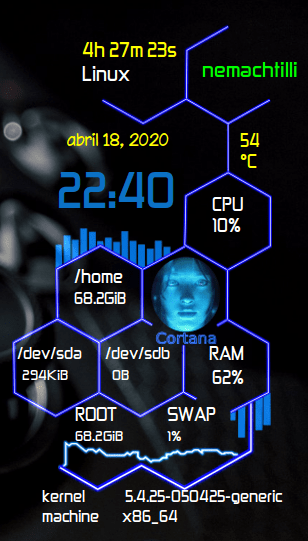 4h 27m 23s
Linux
nemachtilli
abril 18, 2020
54
°C
22:40
CPU
10%
/home
68.2GiB
Cortana
/dev/sda
294KiB
/dev/sdb
0B
RAM
62%
ROOT
68.2GiB
SWAP
1%
kernel 5.4.25-050425-generic
machine x86_64